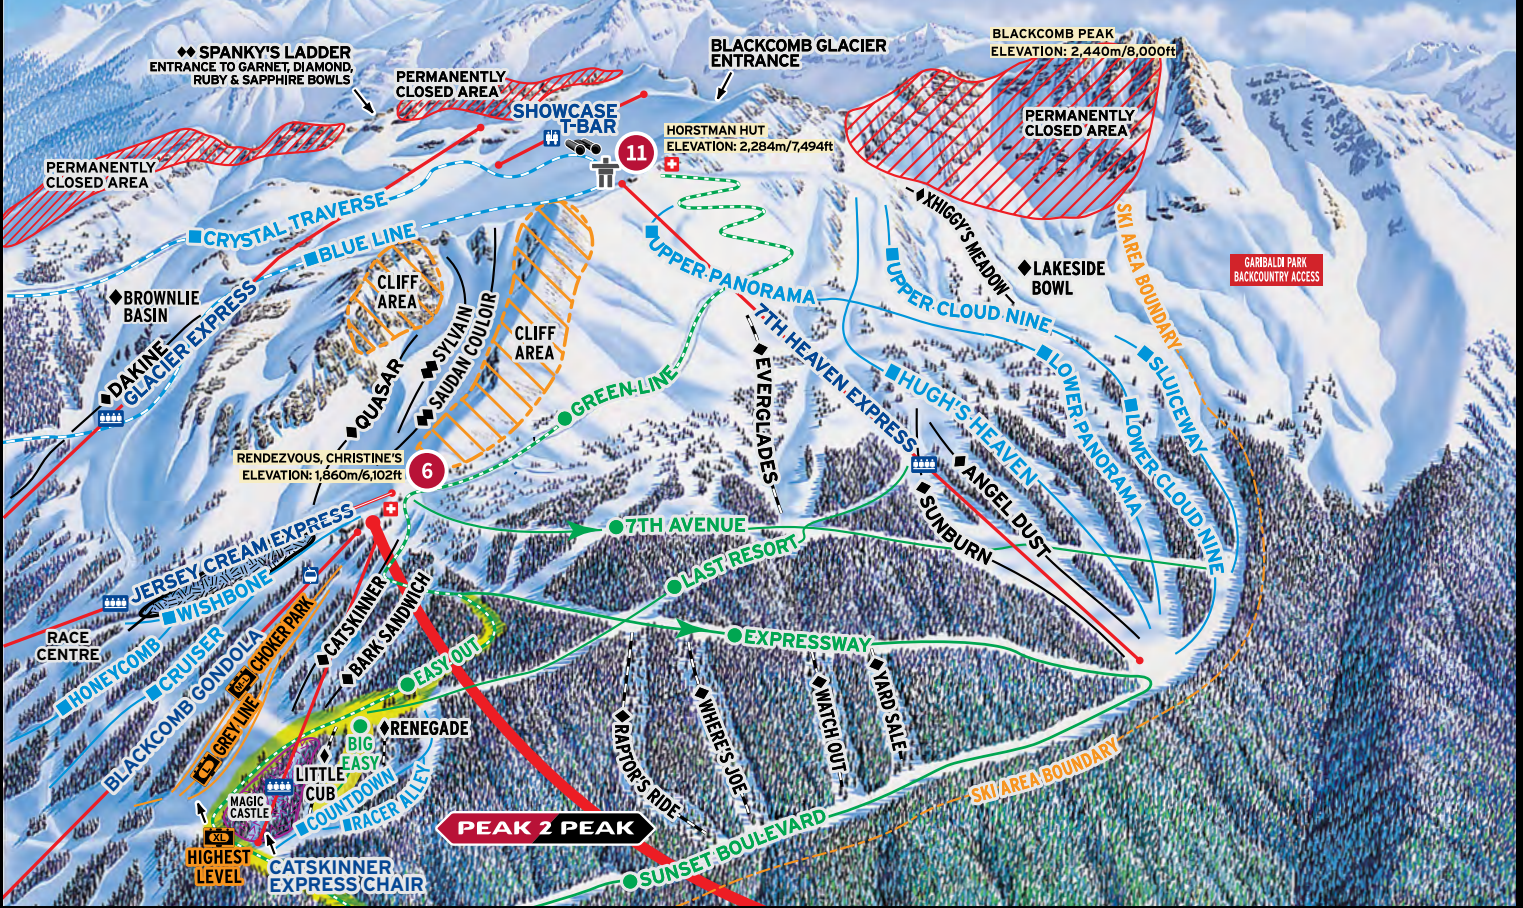 SPANKY'S LADDER
ENTRANCE TO GARNET, DIAMOND,
RUBY & SAPPHIRE BOWLS
PERMANENTLY
CLOSED AREA
BLACKCOMB GLACIER
ENTRANCE
BLACKCOMB PEAK
ELEVATION: 2,440m/8,000ft
PERMANENTLY
CLOSED AREA
SHOWCASE
T-BAR
11
HORSTMAN HUT
ELEVATION: 2,284m/7,494ft
PERMANENTLY
CLOSED AREA
CRYSTAL TRAVERSE
BLUE LINE
UPPER PANORAMA
XHIGGY'S MEADOW
LAKESIDE
BOWL
SKI AREA BOUNDARY
GARIBALDI PARK
BACKCOUNTRY ACCESS
BROWNLIE
BASIN
CLIFF
AREA
CLIFF
AREA
DAKINE
GLACIER EXPRESS
QUASAR
SYLVAIN
SAUDAN COULOIR
GREEN LINE
EVERGLADES
7TH HEAVEN EXPRESS
UPPER CLOUD NINE
HUGH'S HEAVEN
LOWER PANORAMA
LOWER CLOUD NINE
SLUICEWAY
RENDEZVOUS, CHRISTINE'S
ELEVATION: 1,860m/6,102ft
6
7TH AVENUE
LAST RESORT
SUNBURN
ANGEL DUST
JERSEY CREAM EXPRESS
WISHBONE
RACE
CENTRE
HONEYCOMB
CRUISER
BLACKCOMB GONDOLA
M-L
CHOKER PARK
L
GREY LINE
CATSKINNER
BARK SANDWICH
EASY OUT
EXPRESSWAY
RENEGADE
BIG
EASY
LITTLE
CUB
MAGIC
CASTLE
COUNTDOWN
RACER ALLEY
RAPTOR'S RIDE
WHERE'S JOE
WATCH OUT
YARD SALE
XL
HIGHEST
LEVEL
CATSKINNER
EXPRESS CHAIR
PEAK 2 PEAK
SUNSET BOULEVARD
SKI AREA BOUNDARY